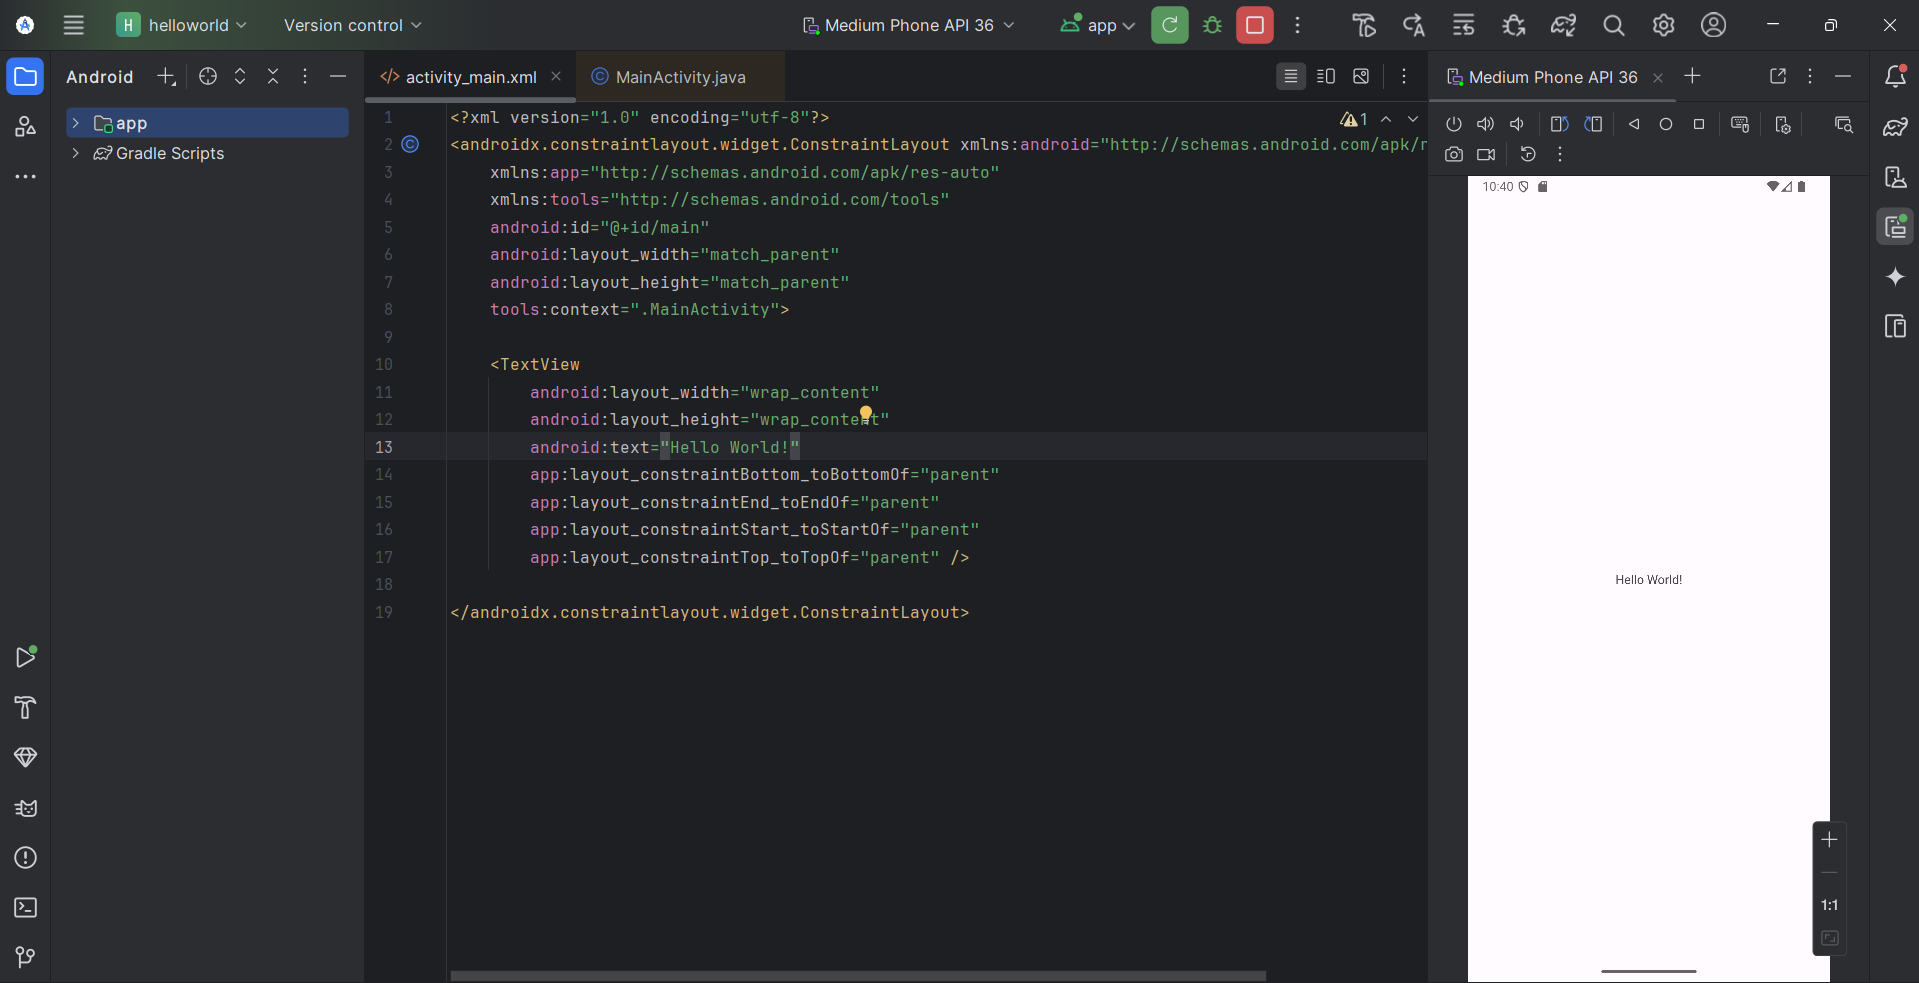 H helloworld Version control Medium Phone API 36 app
Android
app
Gradle Scripts
activity_main.xml MainActivity.java
1
1 <?xml version="1.0" encoding="utf-8"?>
2 <androidx.constraintlayout.widget.ConstraintLayout xmlns:android="http://schemas.android.com/apk/r
3 xmlns:app="http://schemas.android.com/apk/res-auto"
4 xmlns:tools="http://schemas.android.com/tools"
5 android:id="@+id/main"
6 android:layout_width="match_parent"
7 android:layout_height="match_parent"
8 tools:context=".MainActivity">
9
10 <TextView
11 android:layout_width="wrap_content"
12 android:layout_height="wrap_content"
13 android:text="Hello World!"
14 app:layout_constraintBottom_toBottomOf="parent"
15 app:layout_constraintEnd_toEndOf="parent"
16 app:layout_constraintStart_toStartOf="parent"
17 app:layout_constraintTop_toTopOf="parent" />
18
19 </androidx.constraintlayout.widget.ConstraintLayout>
Medium Phone API 36
10:40
Hello World!
1:1